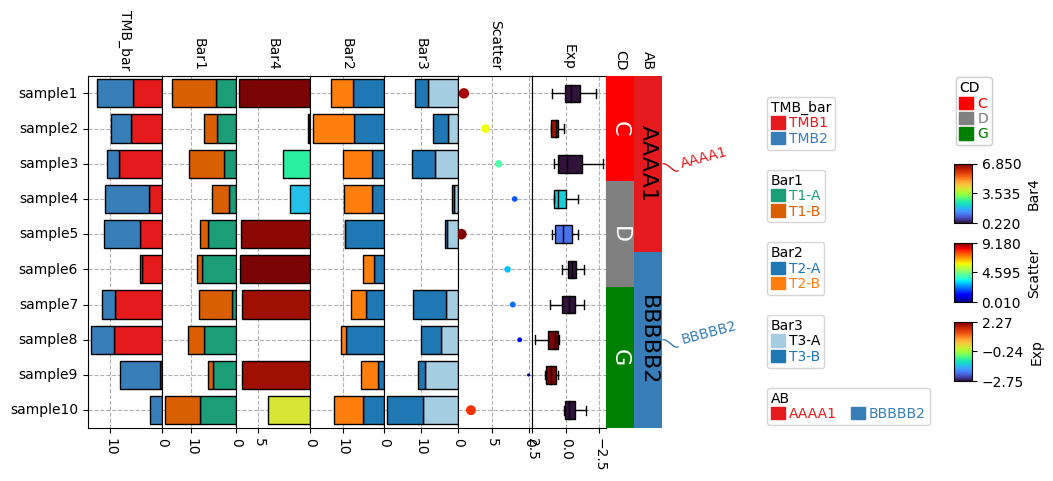 TMB_bar
Bar1
Bar4
Bar2
Bar3
Scatter
Exp
CD
AB
sample1
sample2
sample3
sample4
sample5
sample6
sample7
sample8
sample9
sample10
C
D
G
AAAA1
BBBBB2
AAAA1
BBBBB2
10 0
10 0
5 0
10 0
10 0
5 0
2.5 0.0 −2.5
TMB_bar
TMB1
TMB2
Bar1
T1-A
T1-B
Bar2
T2-A
T2-B
Bar3
T3-A
T3-B
AB
AAAA1 BBBBB2
CD
C
D
G
6.850
3.535
0.220
Bar4
9.180
4.595
0.010
Scatter
2.27
−0.24
−2.75
Exp